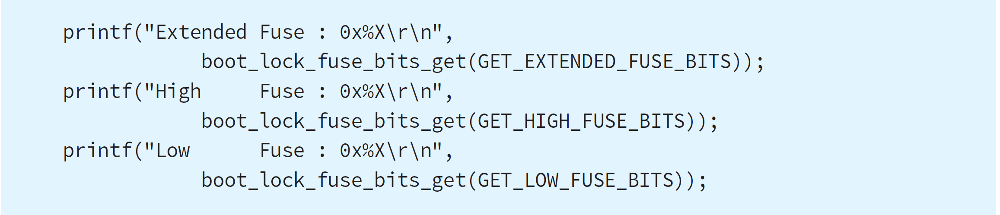 printf("Extended Fuse : 0x%X\r\n",
            boot_lock_fuse_bits_get(GET_EXTENDED_FUSE_BITS));
printf("High     Fuse : 0x%X\r\n",
            boot_lock_fuse_bits_get(GET_HIGH_FUSE_BITS));
printf("Low      Fuse : 0x%X\r\n",
            boot_lock_fuse_bits_get(GET_LOW_FUSE_BITS));